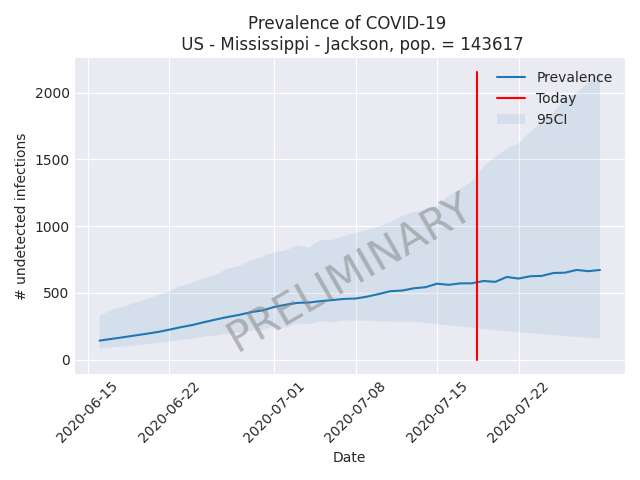 Prevalence of COVID-19
US - Mississippi - Jackson, pop. = 143617
Prevalence
Today
95CI
2000
1500
1000
500
0
# undetected infections
PRELIMINARY
2020-06-15
2020-06-22
2020-07-01
2020-07-08
2020-07-15
2020-07-22
Date